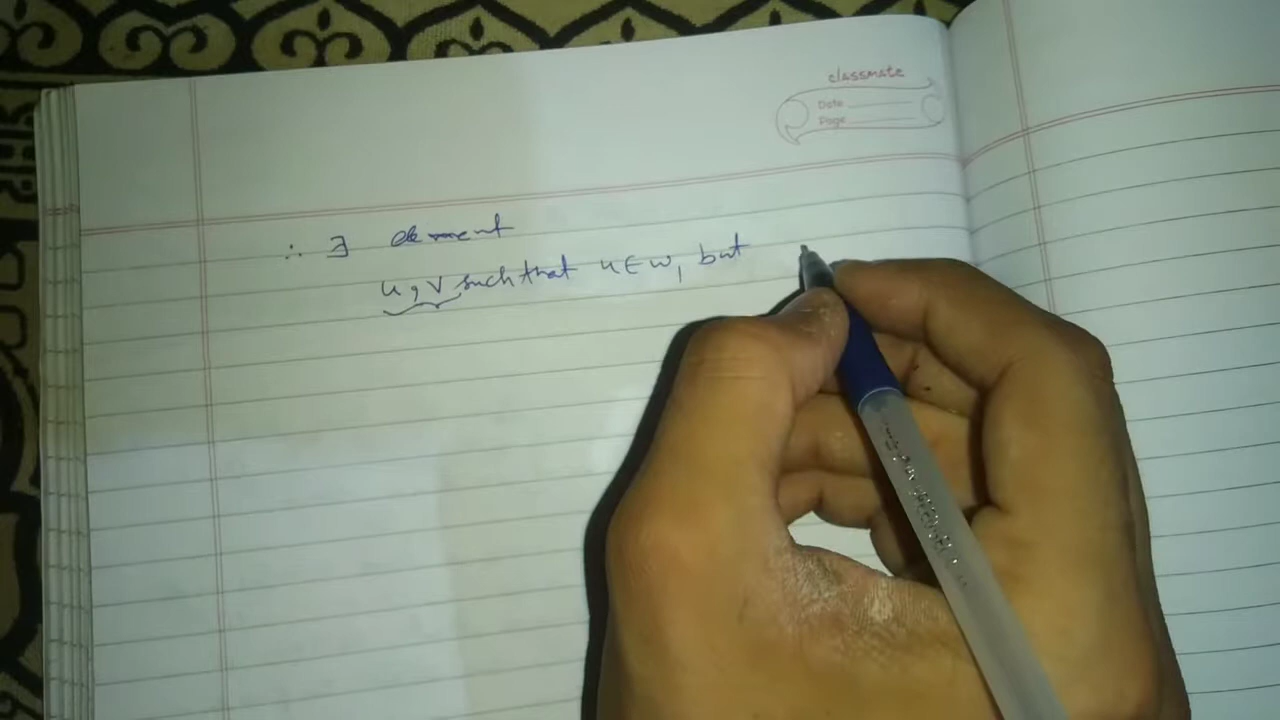 classmate
Date
Page
∴ ∃ element
u, v such that u ∈ w, but